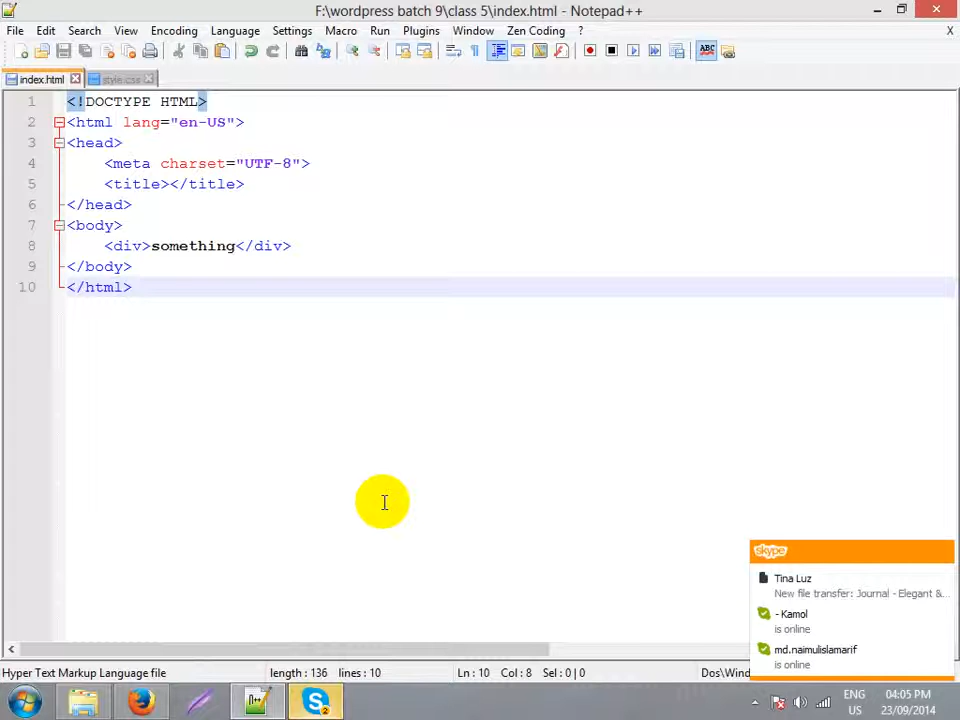 F:\wordpress batch 9\class 5\index.html - Notepad++
File Edit Search View Encoding Language Settings Macro Run Plugins Window Zen Coding ? X
index.html style.css
1 <!DOCTYPE HTML>
2 <html lang="en-US">
3 <head>
4 <meta charset="UTF-8">
5 <title></title>
6 </head>
7 <body>
8 <div>something</div>
9 </body>
10 </html>
skype
Tina Luz
New file transfer: Journal - Elegant &...
- Kamol
is online
md.naimulislamarif
is online
Hyper Text Markup Language file length : 136 lines : 10 Ln : 10 Col : 8 Sel : 0 | 0 Dos\Wind
ENG 04:05 PM
US 23/09/2014